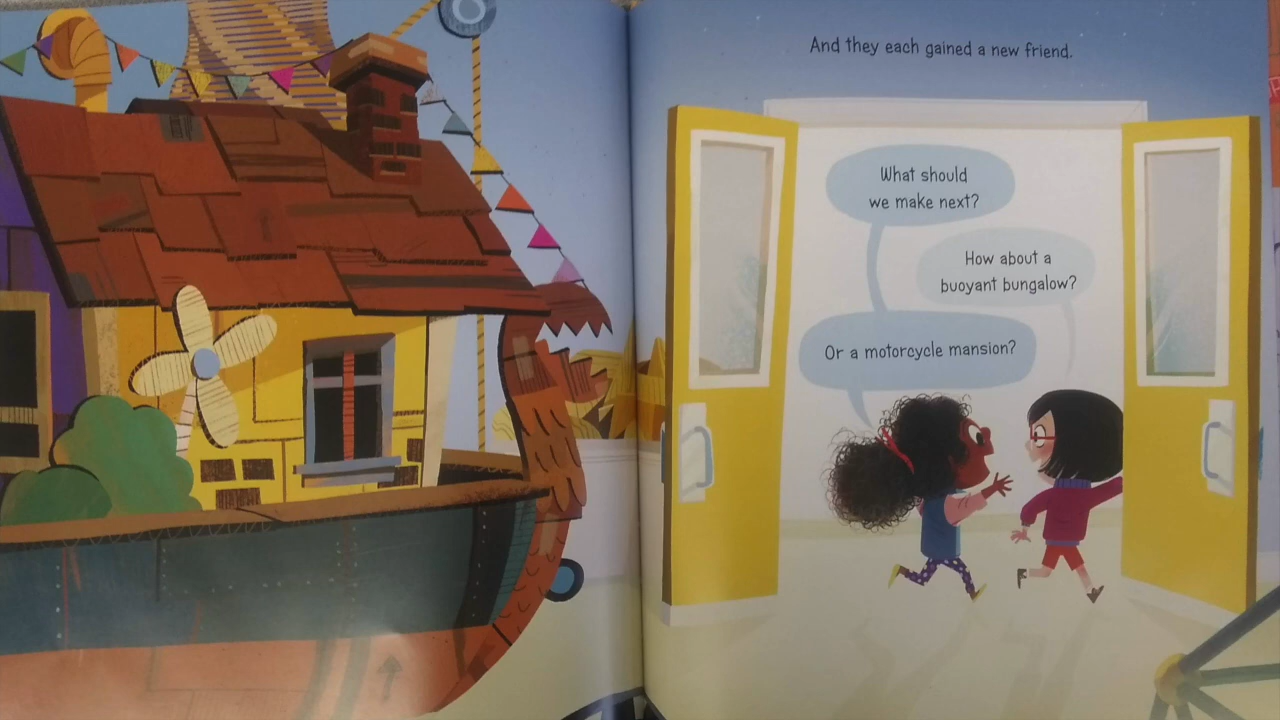 And they each gained a new friend.
What should
we make next?
How about a
buoyant bungalow?
Or a motorcycle mansion?